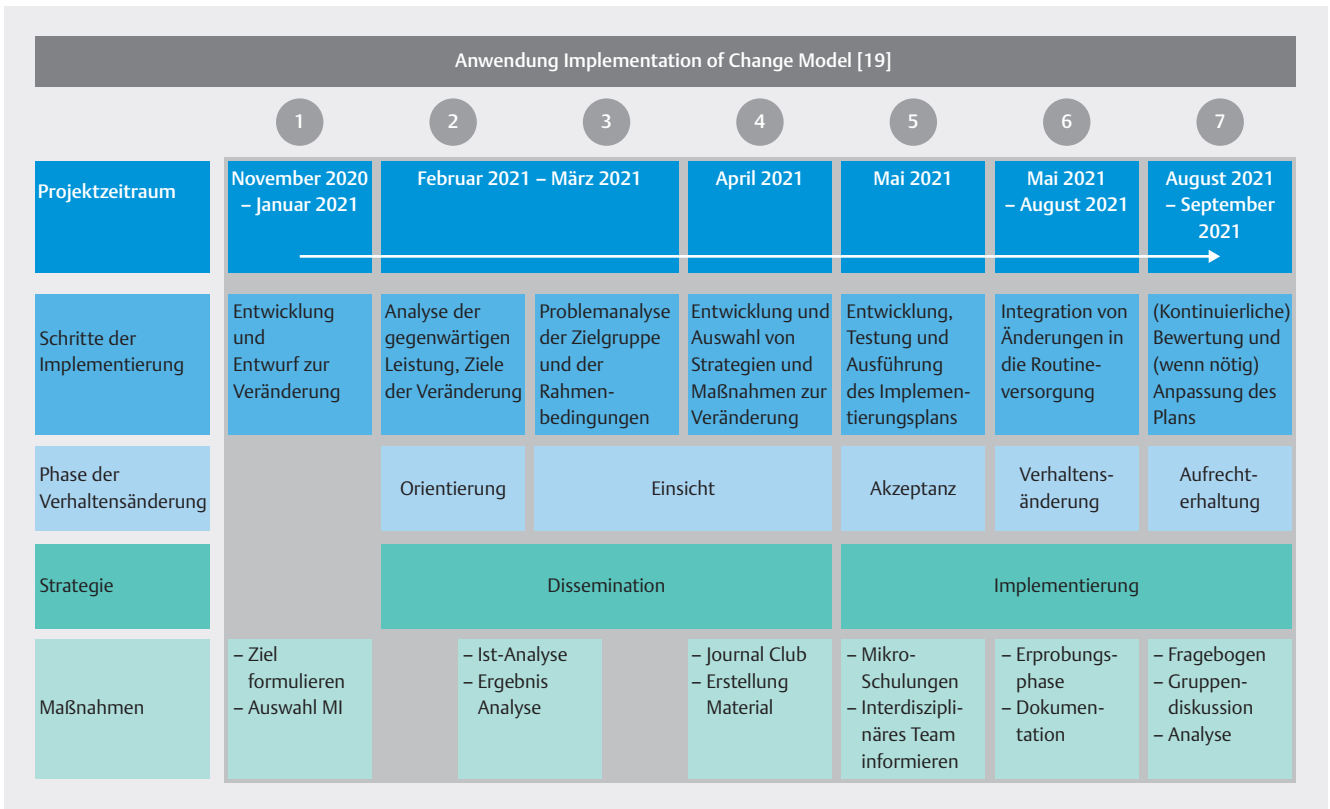 Anwendung Implementation of Change Model [19]
1
2
3
4
5
6
7
Projektzeitraum
November 2020
– Januar 2021
Februar 2021 – März 2021
April 2021
Mai 2021
Mai 2021
– August 2021
August 2021
– September
2021
Schritte der
Implementierung
Entwicklung
und
Entwurf zur
Veränderung
Analyse der
gegenwärtigen
Leistung, Ziele
der Veränderung
Problemanalyse
der Zielgruppe
und der
Rahmen-
bedingungen
Entwicklung und
Auswahl von
Strategien und
Maßnahmen zur
Veränderung
Entwicklung,
Testung und
Ausführung
des Implemen-
tierungsplans
Integration von
Änderungen in
die Routine-
versorgung
(Kontinuierliche)
Bewertung und
(wenn nötig)
Anpassung des
Plans
Phase der
Verhaltensänderung
Orientierung
Einsicht
Akzeptanz
Verhaltens-
änderung
Aufrecht-
erhaltung
Strategie
Dissemination
Implementierung
Maßnahmen
– Ziel
formulieren
– Auswahl MI
– Ist-Analyse
– Ergebnis
Analyse
– Journal Club
– Erstellung
Material
– Mikro-
Schulungen
– Interdiszipli-
näres Team
informieren
– Erprobungs-
phase
– Dokumen-
tation
– Fragebogen
– Gruppen-
diskussion
– Analyse